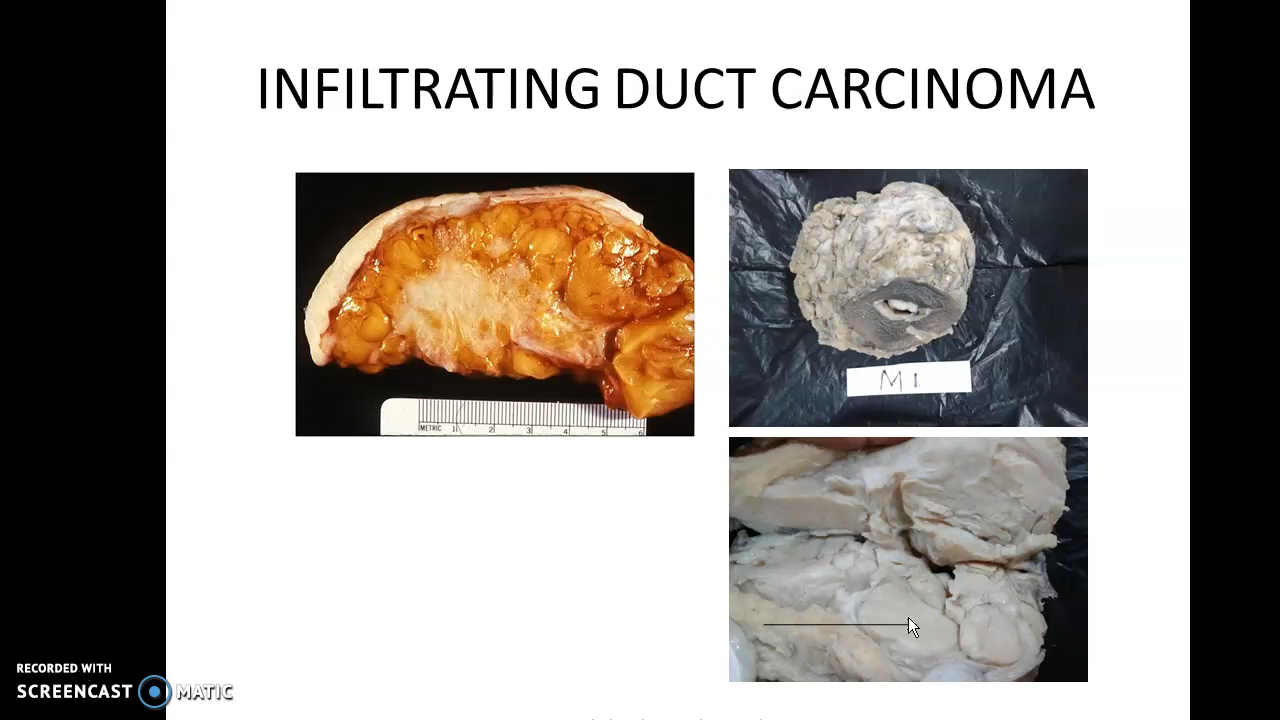 INFILTRATING DUCT CARCINOMA
METRIC 1 2 3 4 5 6
M1
RECORDED WITH
SCREENCAST MATIC